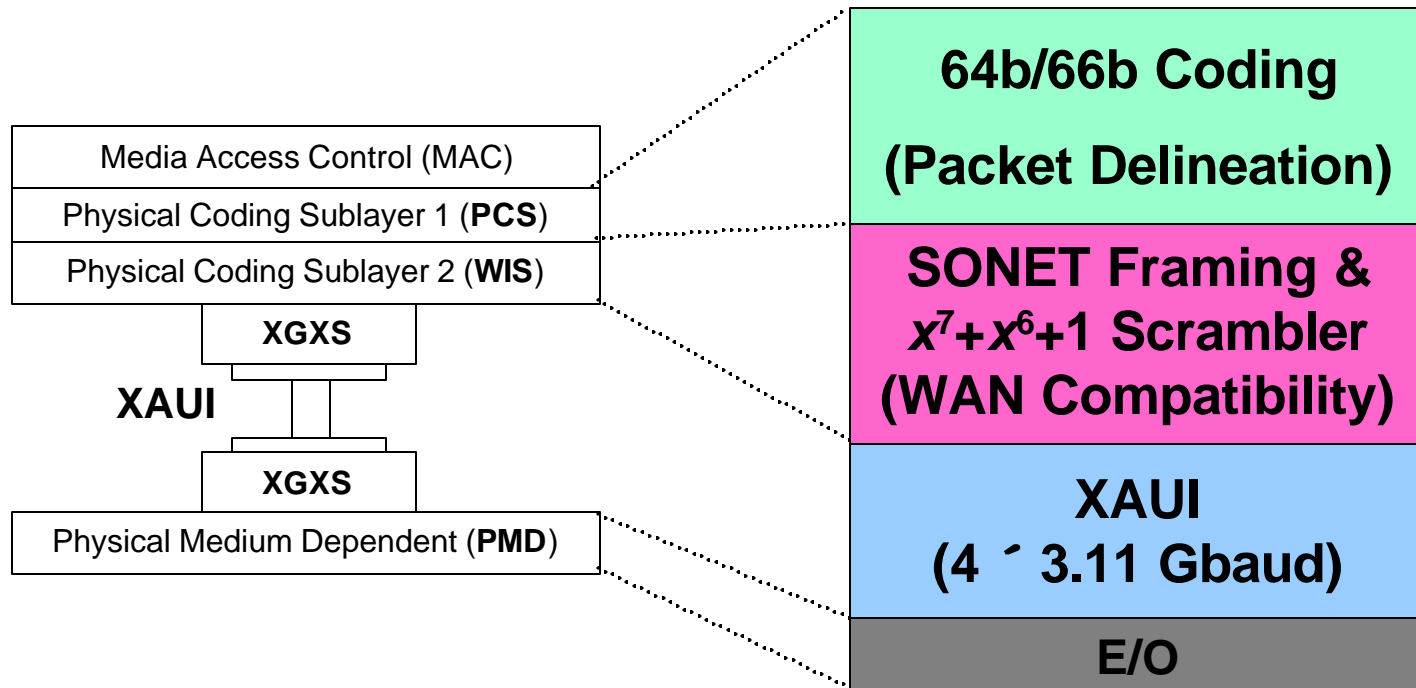 Media Access Control (MAC)
Physical Coding Sublayer 1 (PCS)
Physical Coding Sublayer 2 (WIS)
XGXS
XAUI
XGXS
Physical Medium Dependent (PMD)
64b/66b Coding
(Packet Delineation)
SONET Framing &
x⁷+x⁶+1 Scrambler
(WAN Compatibility)
XAUI
(4 ´ 3.11 Gbaud)
E/O